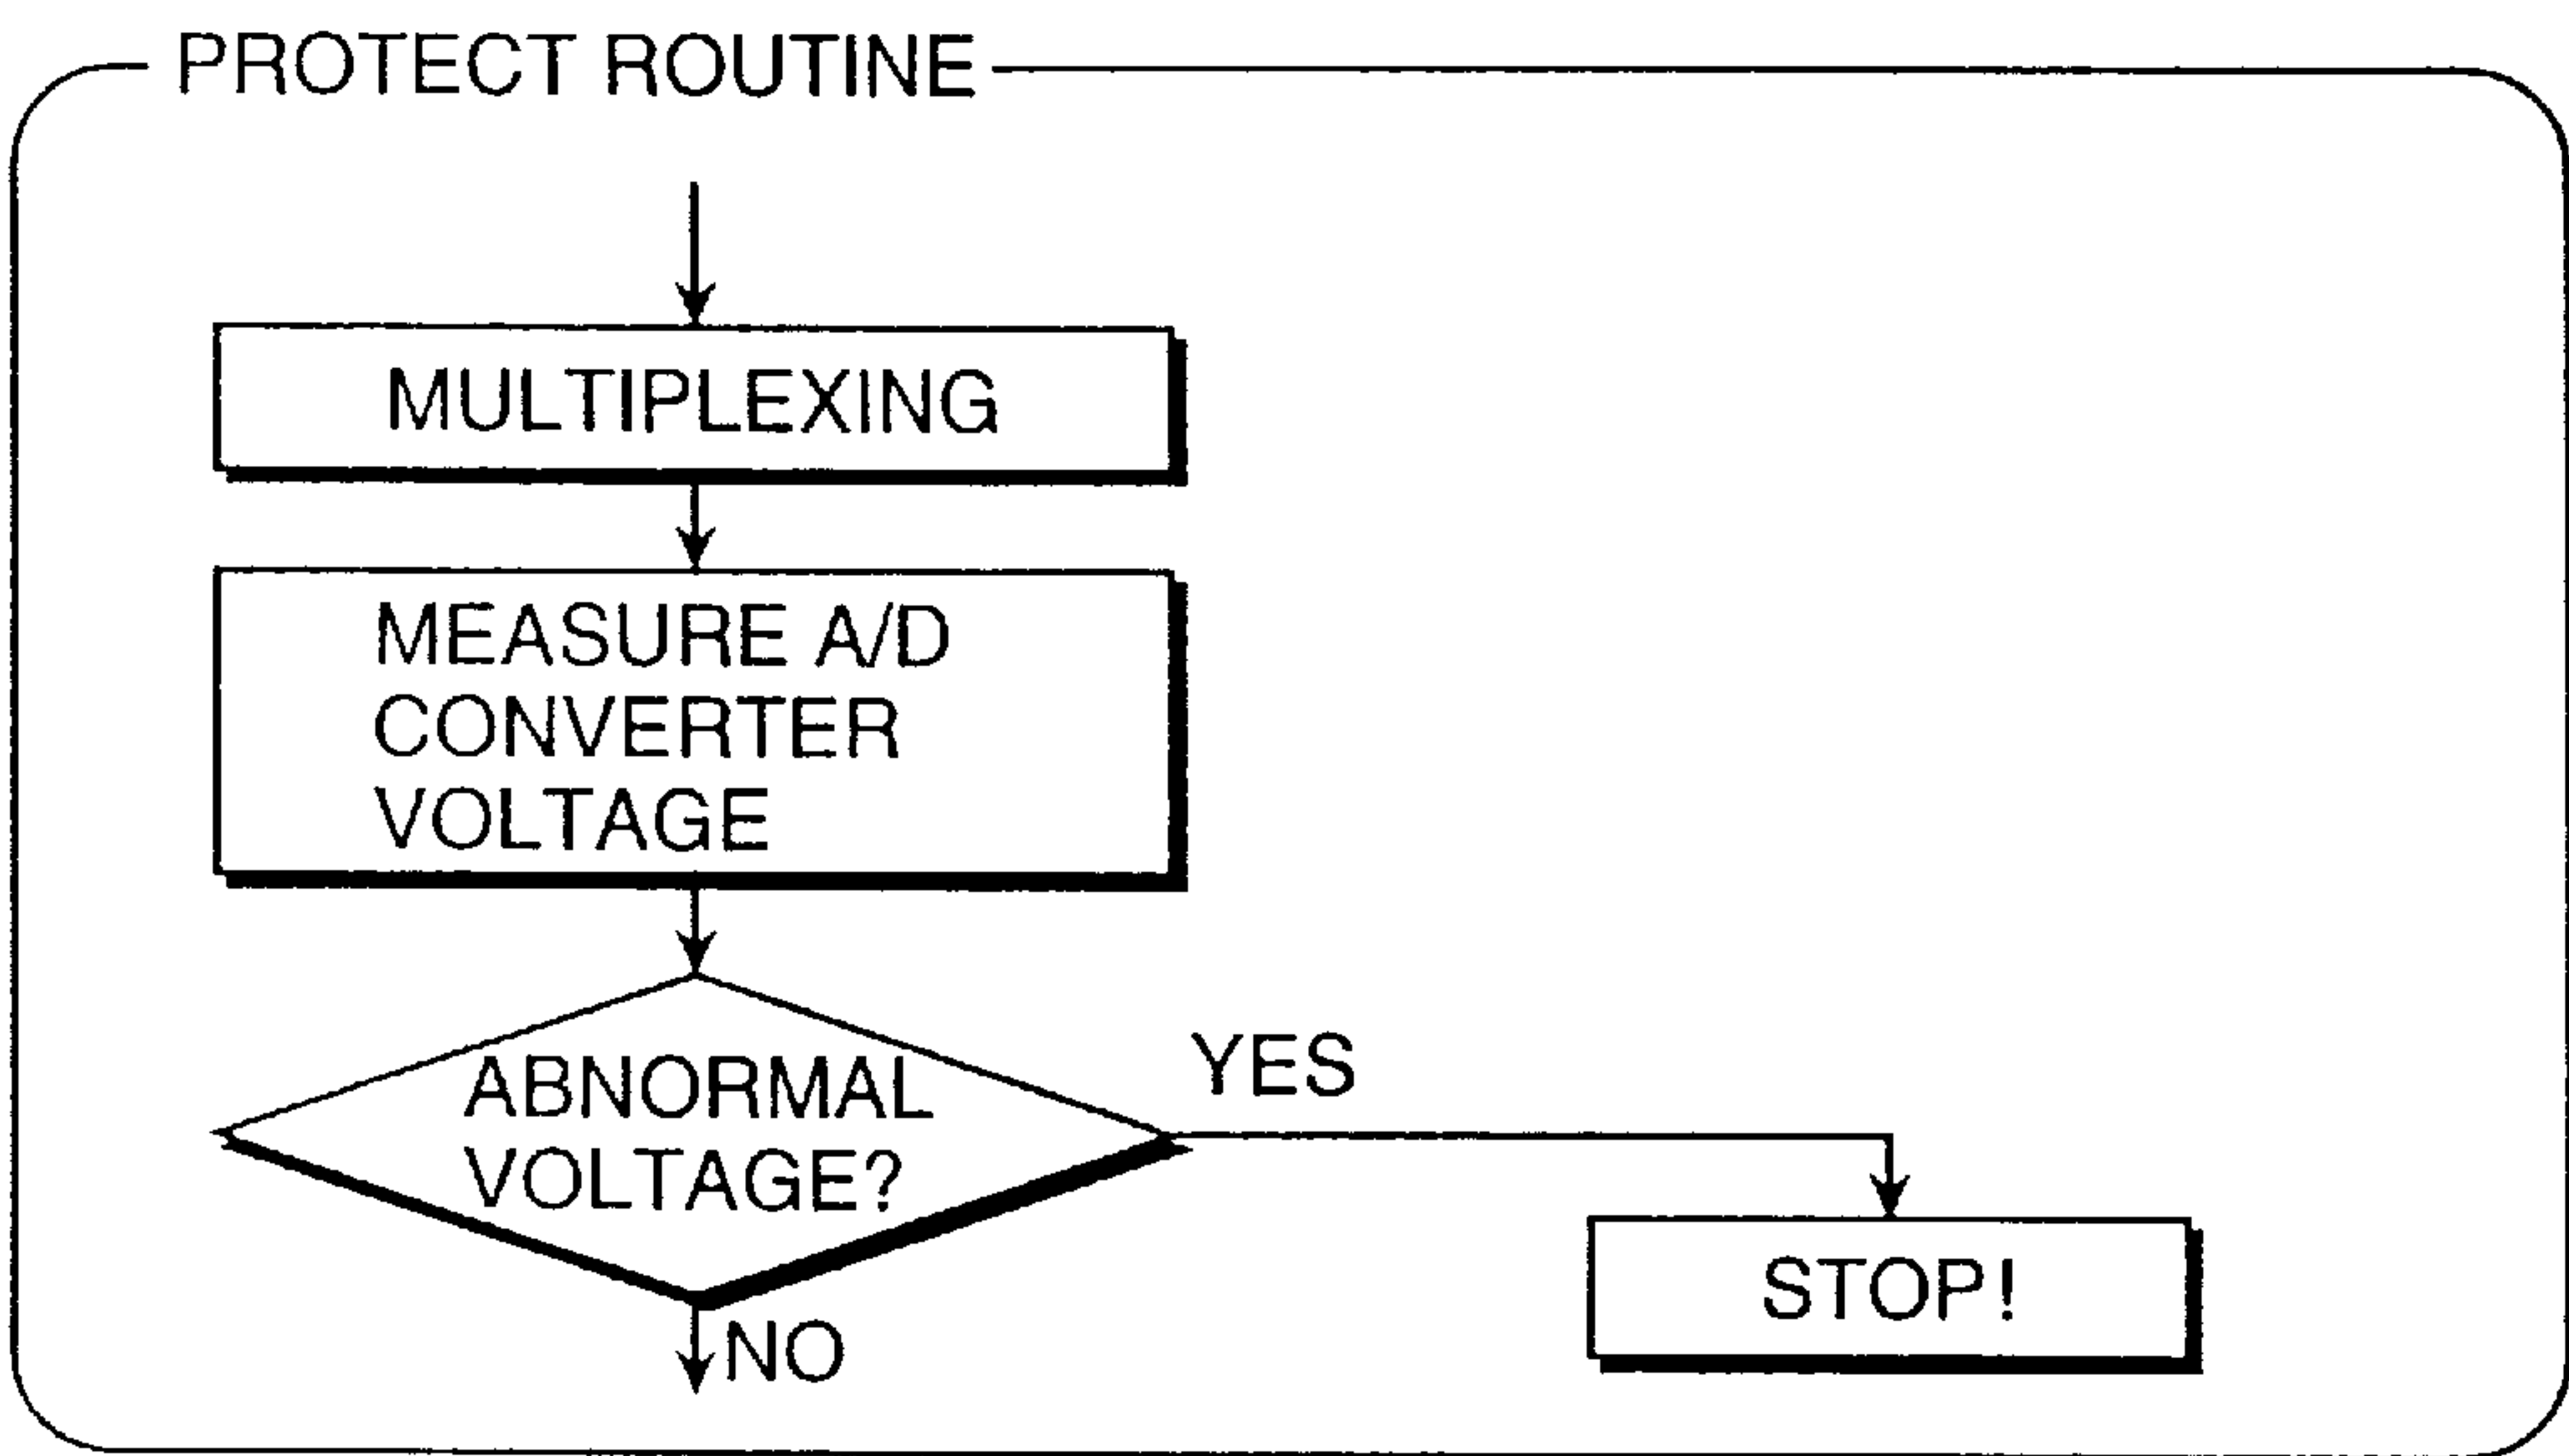 PROTECT ROUTINE
MULTIPLEXING
MEASURE A/D
CONVERTER
VOLTAGE
ABNORMAL
VOLTAGE?
YES
STOP!
NO